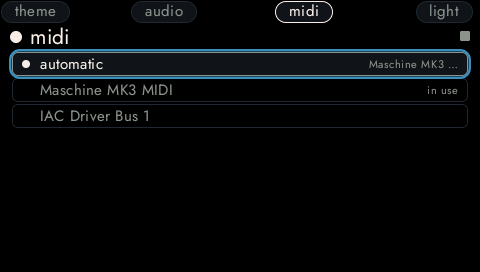 theme audio midi light
midi
automatic Maschine MK3 ...
Maschine MK3 MIDI in use
IAC Driver Bus 1